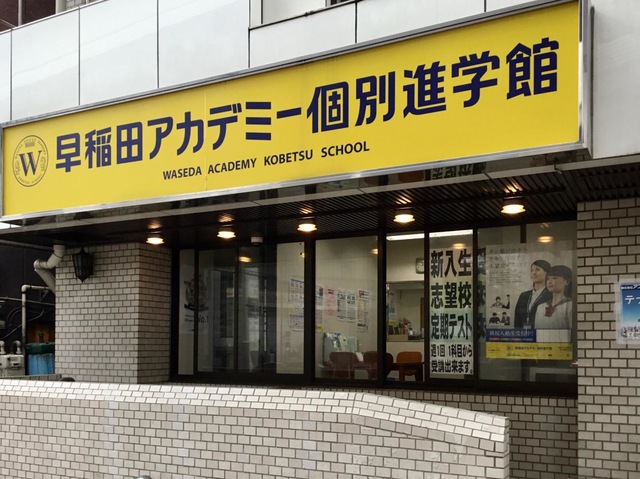 W
早稲田アカデミー個別進学館
WASEDA ACADEMY KOBETSU SCHOOL
新入生
志望校
定期テスト
週1回 1科目から
受講出来ます。